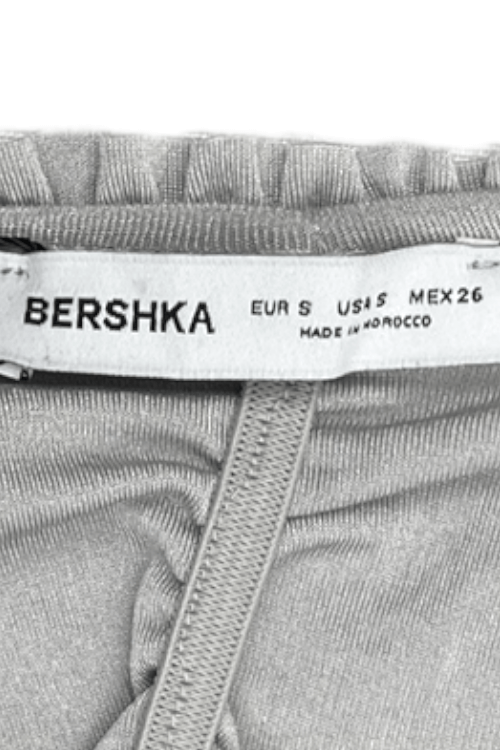 BERSHKA
EUR S USA S MEX 26
MADE IN MOROCCO